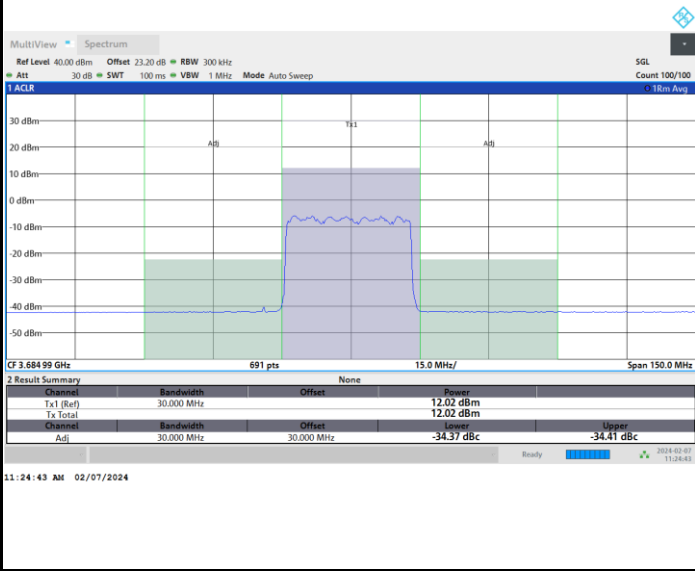 MultiView Spectrum
Ref Level 40.00 dBm Offset 23.20 dB RBW 300 kHz SGL
Att 30 dB SWT 100 ms VBW 1 MHz Mode Auto Sweep Count 100/100
1 ACLR 1Rm Avg
30 dBm
Tx1
20 dBm
Adj Adj
10 dBm
0 dBm
-10 dBm
-20 dBm
-30 dBm
-40 dBm
-50 dBm
CF 3.684 99 GHz 691 pts 15.0 MHz/ Span 150.0 MHz
2 Result Summary None
Channel Bandwidth Offset Power
Tx1 (Ref) 30.000 MHz 12.02 dBm
Tx Total 12.02 dBm
Channel Bandwidth Offset Lower Upper
Adj 30.000 MHz 30.000 MHz -34.37 dBc -34.41 dBc
Ready 2024-02-07
11:24:43
11:24:43 AM 02/07/2024